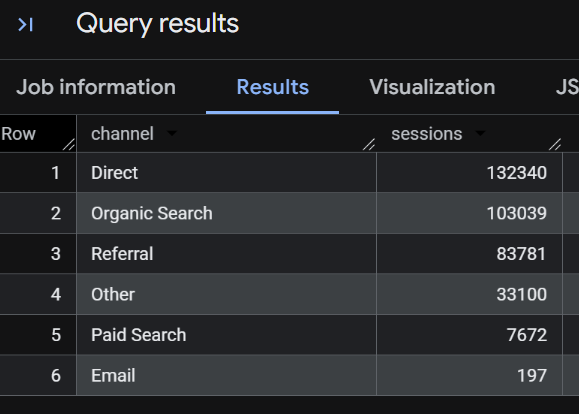 Query results
Job information Results Visualization JS
Row channel sessions
1 Direct 132340
2 Organic Search 103039
3 Referral 83781
4 Other 33100
5 Paid Search 7672
6 Email 197